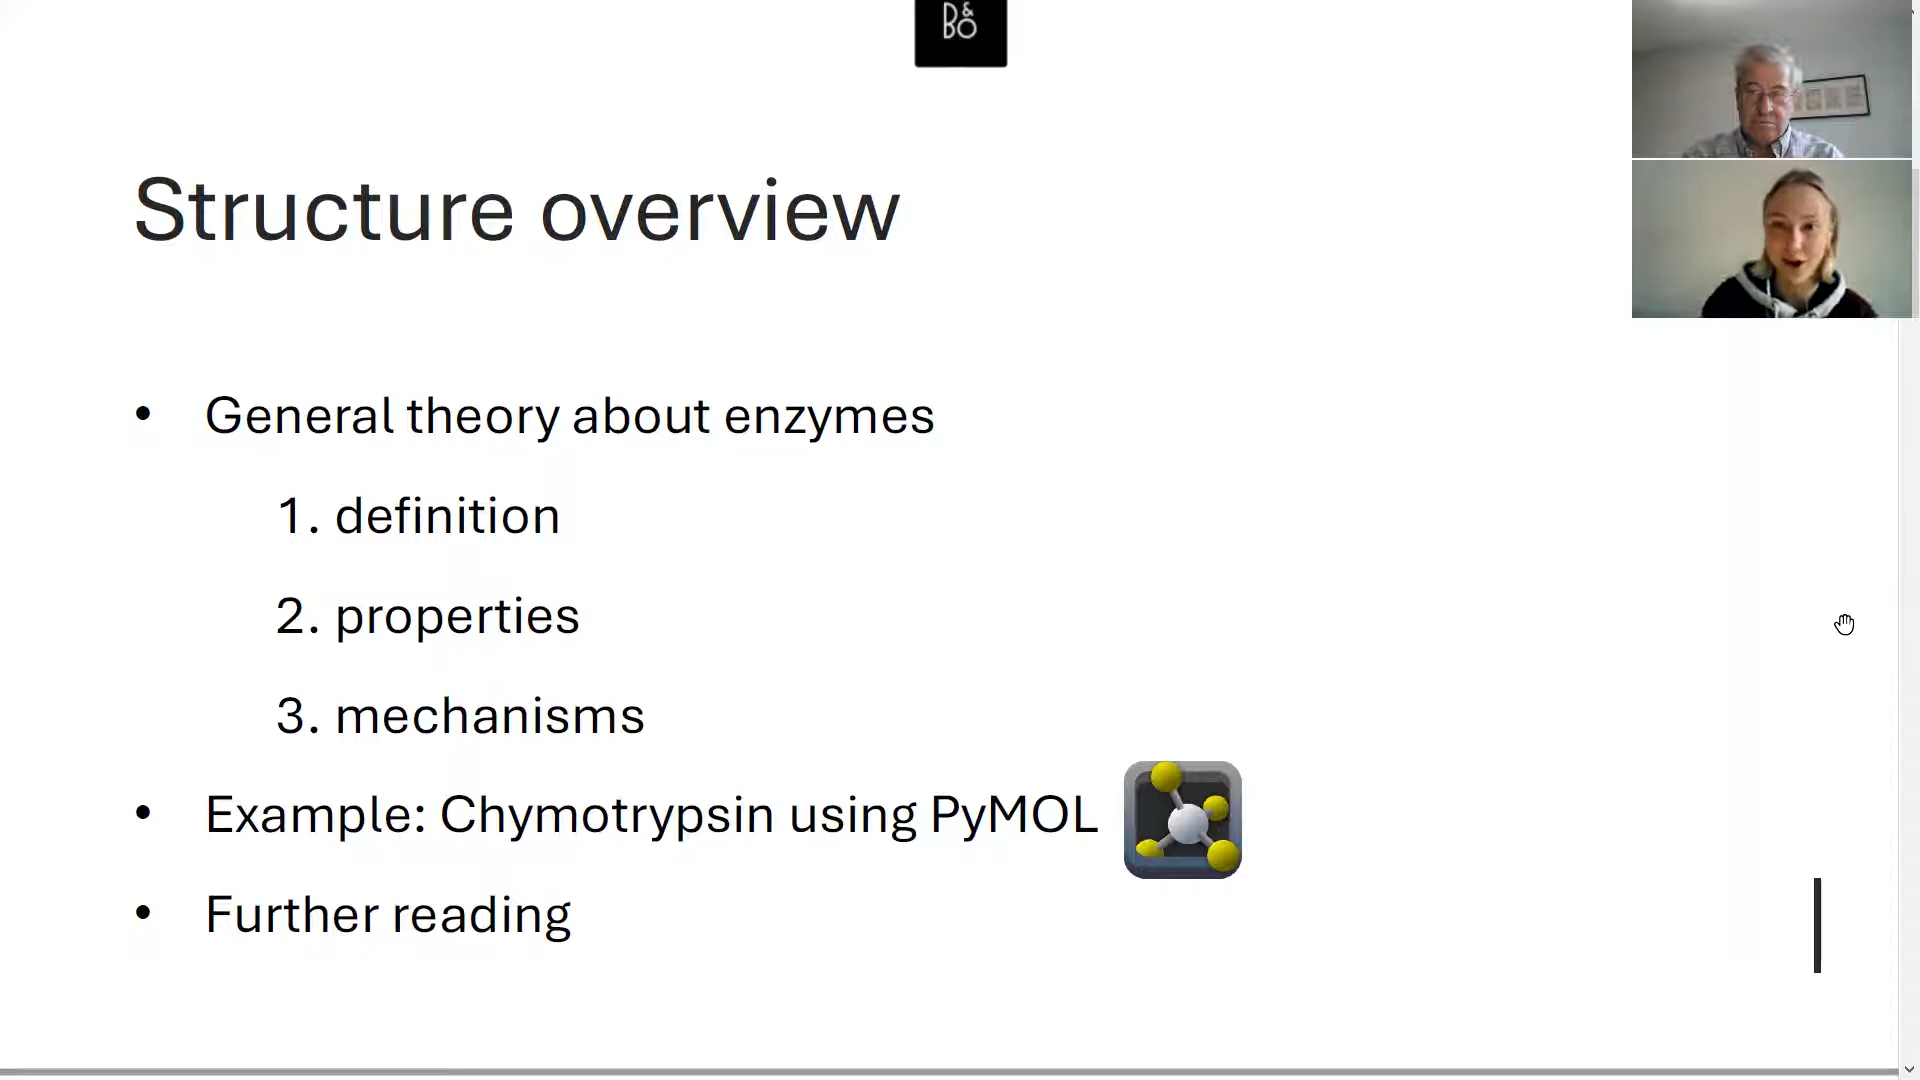 B&O
Structure overview
• General theory about enzymes
1. definition
2. properties
3. mechanisms
• Example: Chymotrypsin using PyMOL
• Further reading